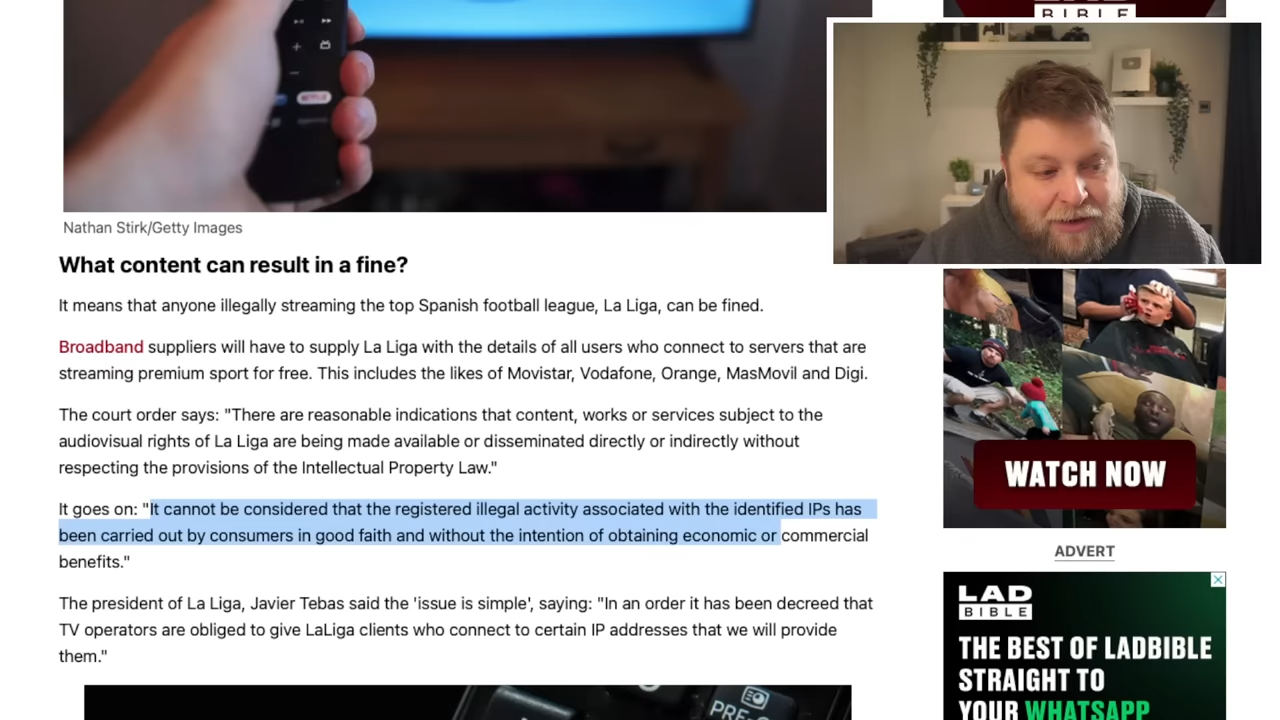 LAD
BIBLE
NETFLIX
Nathan Stirk/Getty Images
What content can result in a fine?
It means that anyone illegally streaming the top Spanish football league, La Liga, can be fined.
Broadband suppliers will have to supply La Liga with the details of all users who connect to servers that are
streaming premium sport for free. This includes the likes of Movistar, Vodafone, Orange, MasMovil and Digi.
The court order says: "There are reasonable indications that content, works or services subject to the
audiovisual rights of La Liga are being made available or disseminated directly or indirectly without
respecting the provisions of the Intellectual Property Law."
It goes on: "It cannot be considered that the registered illegal activity associated with the identified IPs has
been carried out by consumers in good faith and without the intention of obtaining economic or commercial
benefits."
The president of La Liga, Javier Tebas said the 'issue is simple', saying: "In an order it has been decreed that
TV operators are obliged to give LaLiga clients who connect to certain IP addresses that we will provide
them."
PRE-
WATCH NOW
ADVERT
LAD
BIBLE
THE BEST OF LADBIBLE
STRAIGHT TO
YOUR WHATSAPP